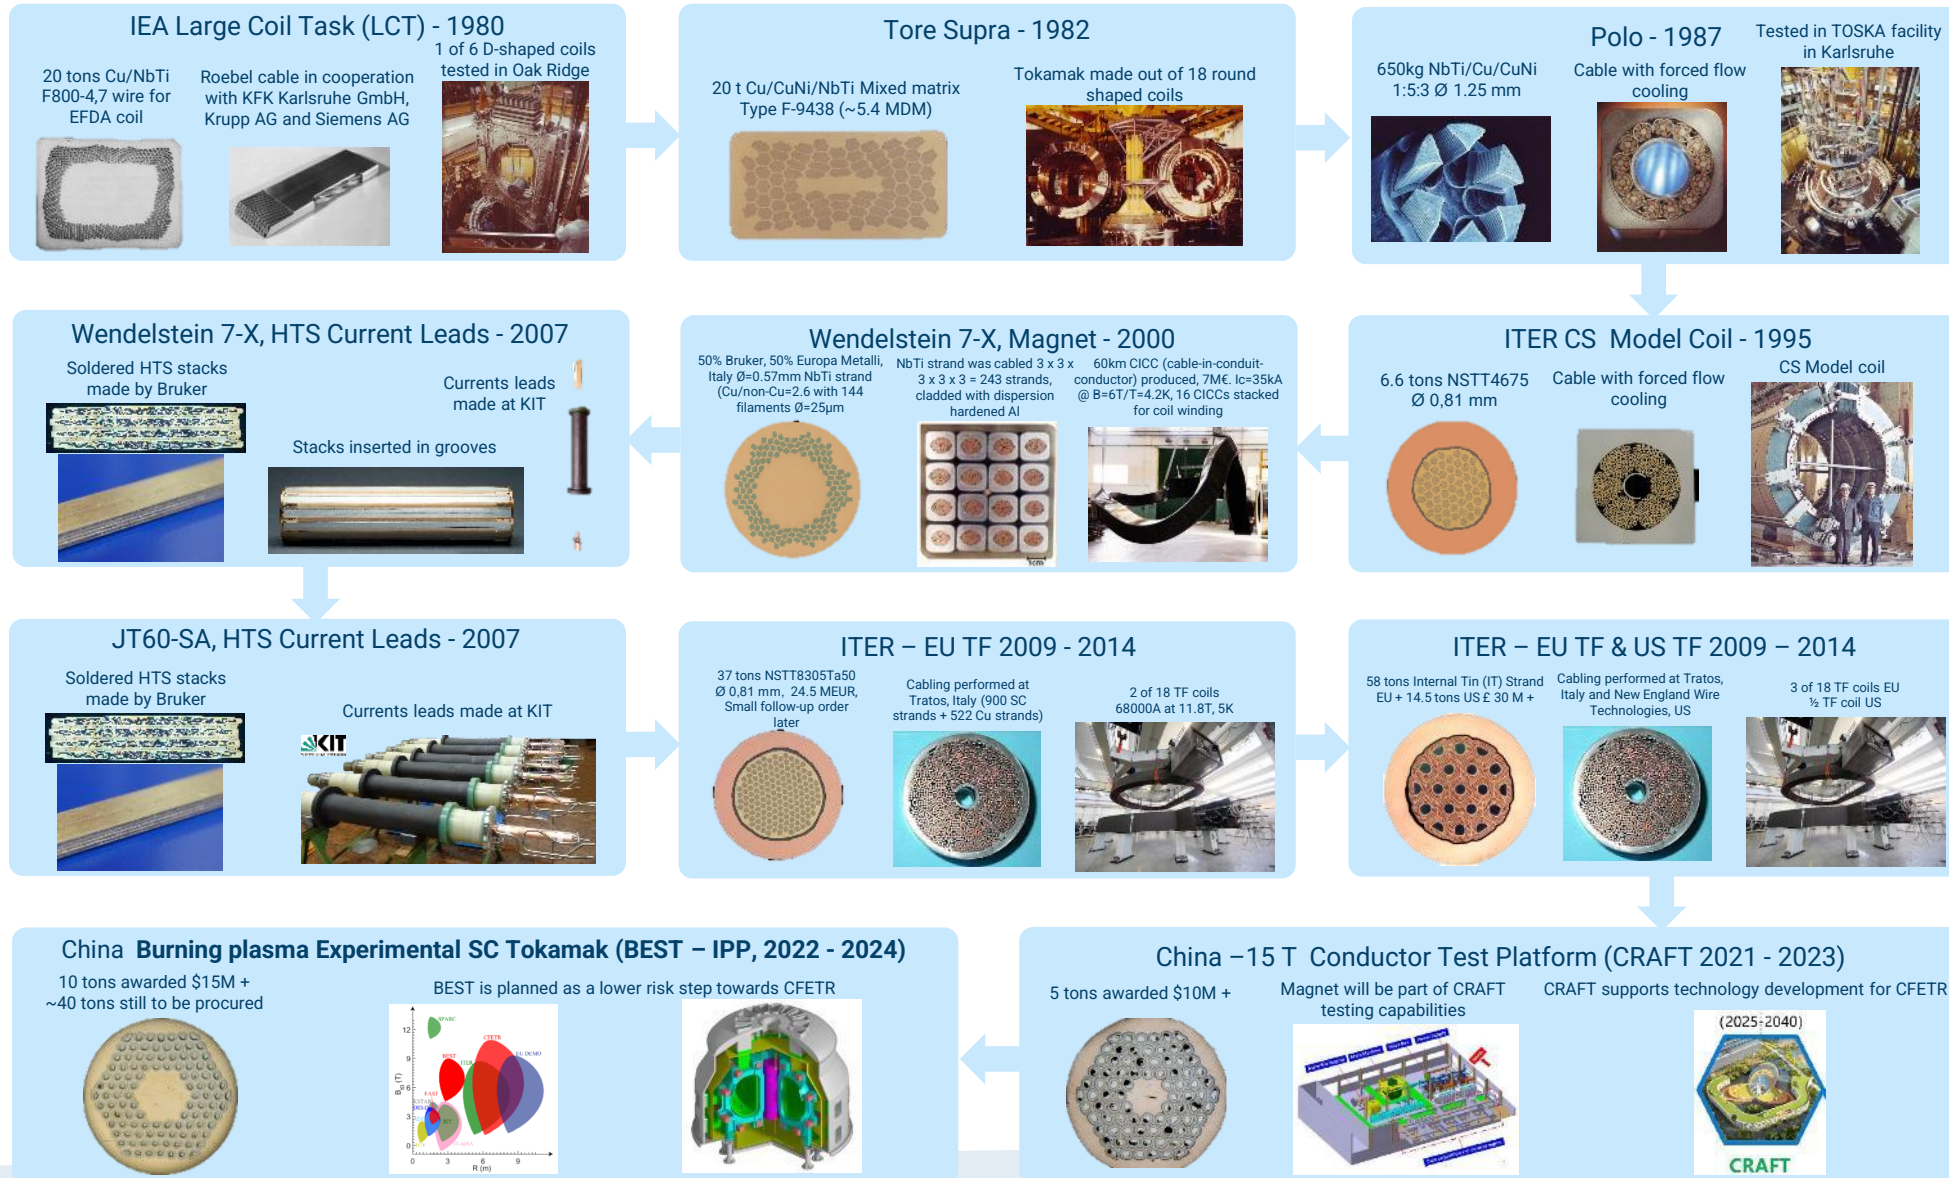 IEA Large Coil Task (LCT) - 1980
20 tons Cu/NbTi
F800-4,7 wire for
EFDA coil
Roebel cable in cooperation
with KFK Karlsruhe GmbH,
Krupp AG and Siemens AG
1 of 6 D-shaped coils
tested in Oak Ridge
Tore Supra - 1982
20 t Cu/CuNi/NbTi Mixed matrix
Type F-9438 (~5.4 MDM)
Tokamak made out of 18 round
shaped coils
Polo - 1987
650kg NbTi/Cu/CuNi
1:5:3 Ø 1.25 mm
Cable with forced flow
cooling
Tested in TOSKA facility
in Karlsruhe
Wendelstein 7-X, HTS Current Leads - 2007
Soldered HTS stacks
made by Bruker
Stacks inserted in grooves
Currents leads
made at KIT
Wendelstein 7-X, Magnet - 2000
50% Bruker, 50% Europa Metalli,
Italy Ø=0.57mm NbTi strand
(Cu/non-Cu=2.6 with 144
filaments Ø=25µm
NbTi strand was cabled 3 x 3 x
3 x 3 x 3 = 243 strands,
cladded with dispersion
hardened Al
60km CICC (cable-in-conduit-
conductor) produced, 7M€. Ic=35kA
@ B=6T/T=4.2K, 16 CICCs stacked
for coil winding
ITER CS Model Coil - 1995
6.6 tons NSTT4675
Ø 0,81 mm
Cable with forced flow
cooling
CS Model coil
JT60-SA, HTS Current Leads - 2007
Soldered HTS stacks
made by Bruker
Currents leads made at KIT
KIT
ITER – EU TF 2009 - 2014
37 tons NSTT8305Ta50
Ø 0,81 mm, 24.5 MEUR,
Small follow-up order
later
Cabling performed at
Tratos, Italy (900 SC
strands + 522 Cu strands)
2 of 18 TF coils
68000A at 11.8T, 5K
ITER – EU TF & US TF 2009 – 2014
58 tons Internal Tin (IT) Strand
EU + 14.5 tons US £ 30 M +
Cabling performed at Tratos,
Italy and New England Wire
Technologies, US
3 of 18 TF coils EU
½ TF coil US
China Burning plasma Experimental SC Tokamak (BEST – IPP, 2022 - 2024)
10 tons awarded $15M +
~40 tons still to be procured
BEST is planned as a lower risk step towards CFETR
SPARC
CFETR
BEST
ITER
EU DEMO
EAST
12
9
6
3
0
0
3
6
9
R (m)
China –15 T Conductor Test Platform (CRAFT 2021 - 2023)
5 tons awarded $10M +
Magnet will be part of CRAFT
testing capabilities
CRAFT supports technology development for CFETR
(2025-2040)
CRAFT